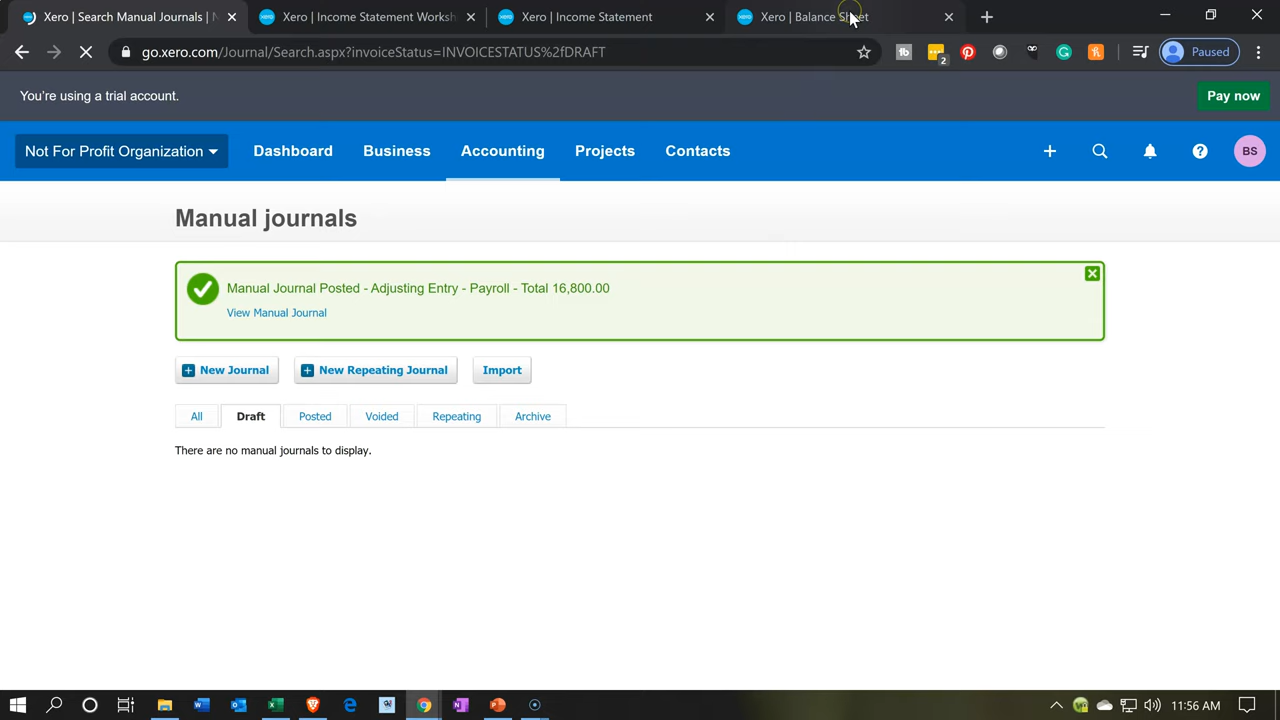 Xero | Search Manual Journals | N
Xero | Income Statement Worksh
Xero | Income Statement
Xero | Balance Sheet
go.xero.com/Journal/Search.aspx?invoiceStatus=INVOICESTATUS%2fDRAFT
2
Paused
You're using a trial account.
Pay now
Not For Profit Organization
Dashboard
Business
Accounting
Projects
Contacts
BS
Manual journals
Manual Journal Posted - Adjusting Entry - Payroll - Total 16,800.00
View Manual Journal
New Journal
New Repeating Journal
Import
All
Draft
Posted
Voided
Repeating
Archive
There are no manual journals to display.
11:56 AM